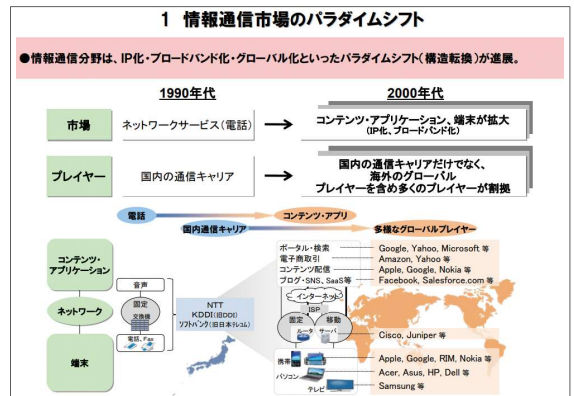 1 情報通信市場のパラダイムシフト
●情報通信分野は、IP化・ブロードバンド化・グローバル化といったパラダイムシフト(構造転換)が進展。
1990年代
2000年代
市場
ネットワークサービス(電話)
コンテンツ・アプリケーション、端末が拡大
(IP化、ブロードバンド化)
プレイヤー
国内の通信キャリア
国内の通信キャリアだけでなく、
海外のグローバル
プレイヤーを含め多くのプレイヤーが割拠
電話
コンテンツ・アプリ
国内通信キャリア
多様なグローバルプレイヤー
コンテンツ・
アプリケーション
ネットワーク
端末
音声
固定
交換機
電話、Fax
NTT
KDDI(旧DDI)
ソフトバンク(旧日本テレコム)
ポータル・検索
Google, Yahoo, Microsoft 等
電子商取引
Amazon, Yahoo 等
コンテンツ配信
Apple, Google, Nokia 等
ブログ・SNS、SaaS等
Facebook, Salesforce.com 等
インターネット
ISP
固定
移動
ルータ
サーバ
Cisco, Juniper 等
携帯
Apple, Google, RIM, Nokia 等
パソコン
Acer, Asus, HP, Dell 等
テレビ
Samsung 等